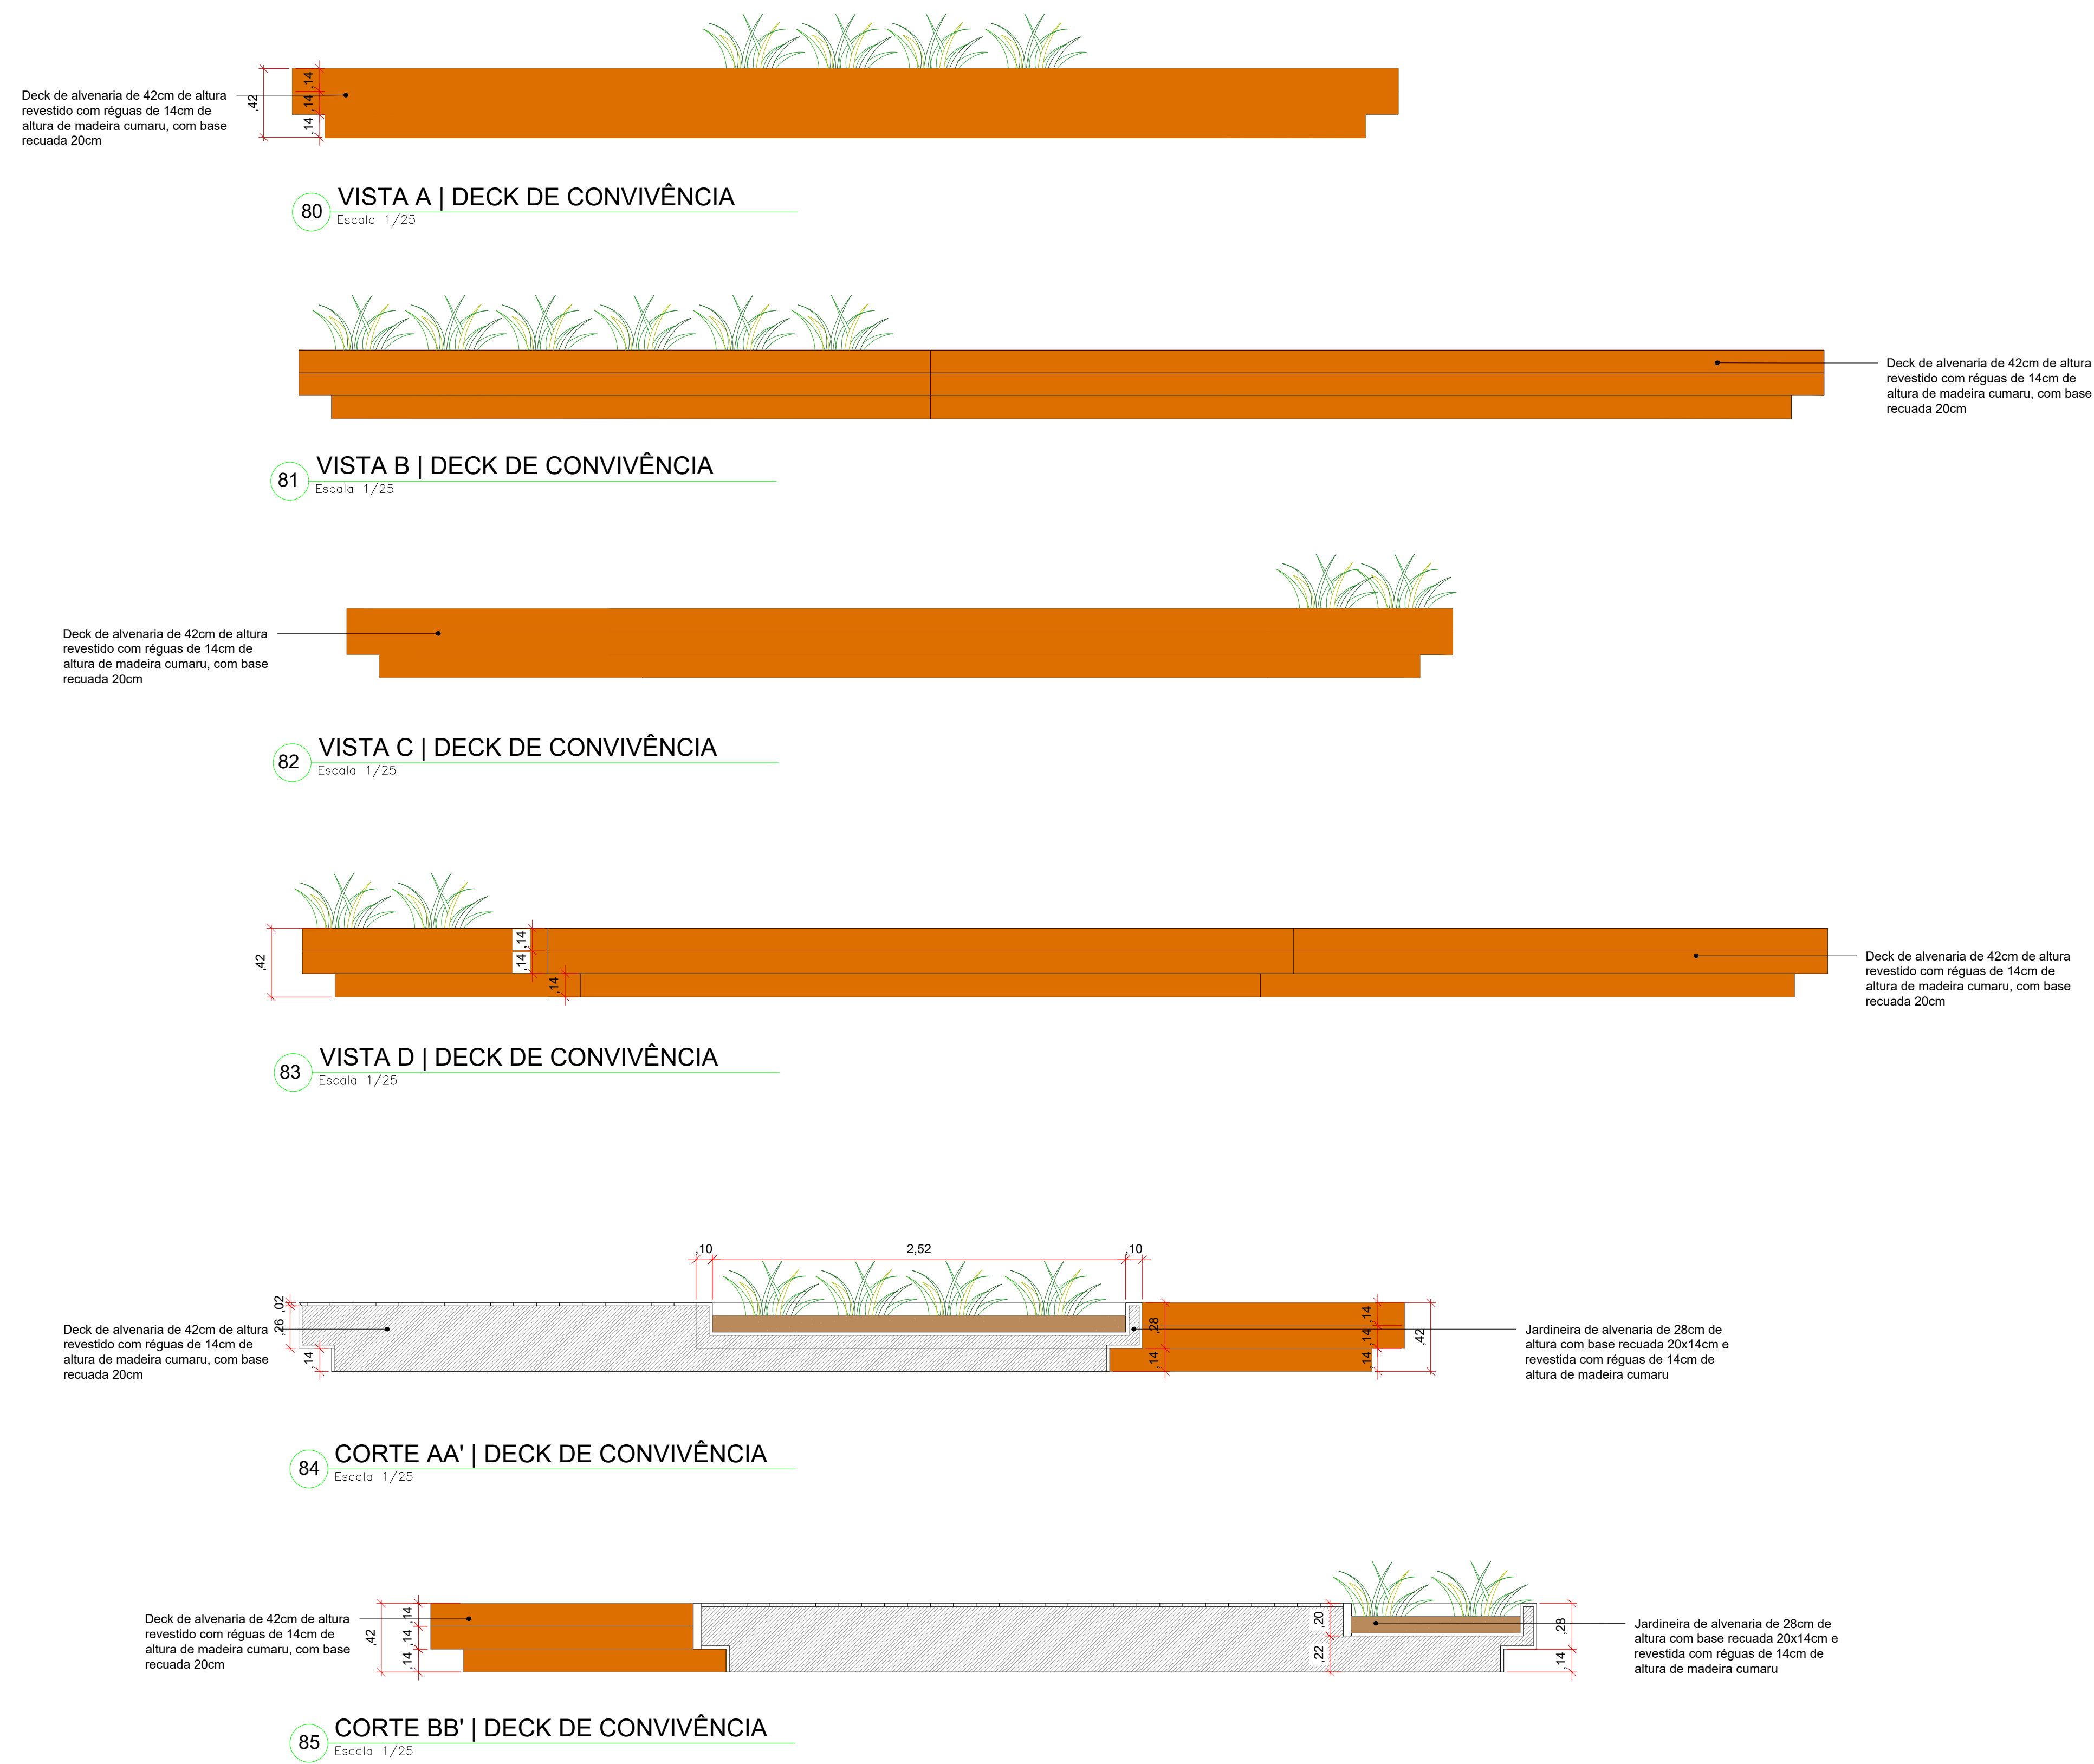 Deck de alvenaria de 42cm de altura
revestido com réguas de 14cm de
altura de madeira cumaru, com base
recuada 20cm
,42
,14
,14
,14
80
VISTA A | DECK DE CONVIVÊNCIA
Escala 1/25
Deck de alvenaria de 42cm de altura
revestido com réguas de 14cm de
altura de madeira cumaru, com base
recuada 20cm
81
VISTA B | DECK DE CONVIVÊNCIA
Escala 1/25
Deck de alvenaria de 42cm de altura
revestido com réguas de 14cm de
altura de madeira cumaru, com base
recuada 20cm
82
VISTA C | DECK DE CONVIVÊNCIA
Escala 1/25
,42
,14
,14
,14
Deck de alvenaria de 42cm de altura
revestido com réguas de 14cm de
altura de madeira cumaru, com base
recuada 20cm
83
VISTA D | DECK DE CONVIVÊNCIA
Escala 1/25
,10
2,52
,10
Deck de alvenaria de 42cm de altura
revestido com réguas de 14cm de
altura de madeira cumaru, com base
recuada 20cm
,02
,26
,14
,28
,14
,14
,14
,14
,42
Jardineira de alvenaria de 28cm de
altura com base recuada 20x14cm e
revestida com réguas de 14cm de
altura de madeira cumaru
84
CORTE AA' | DECK DE CONVIVÊNCIA
Escala 1/25
Deck de alvenaria de 42cm de altura
revestido com réguas de 14cm de
altura de madeira cumaru, com base
recuada 20cm
,42
,14
,14
,14
,20
,22
,28
,14
Jardineira de alvenaria de 28cm de
altura com base recuada 20x14cm e
revestida com réguas de 14cm de
altura de madeira cumaru
85
CORTE BB' | DECK DE CONVIVÊNCIA
Escala 1/25